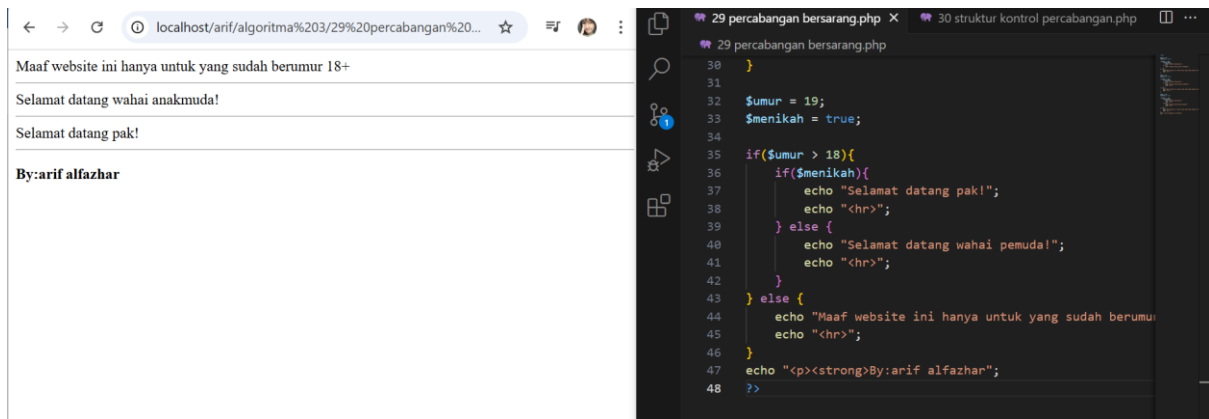 localhost/arif/algoritma%203/29%20percabangan%20...
Maaf website ini hanya untuk yang sudah berumur 18+
Selamat datang wahai anakmuda!
Selamat datang pak!
By:arif alfazhar
29 percabangan bersarang.php
30 struktur kontrol percabangan.php
29 percabangan bersarang.php
1
30 }
31
32 $umur = 19;
33 $menikah = true;
34
35 if($umur > 18){
36 if($menikah){
37 echo "Selamat datang pak!";
38 echo "<hr>";
39 } else {
40 echo "Selamat datang wahai pemuda!";
41 echo "<hr>";
42 }
43 } else {
44 echo "Maaf website ini hanya untuk yang sudah berumu
45 echo "<hr>";
46 }
47 echo "<p><strong>By:arif alfazhar";
48 ?>